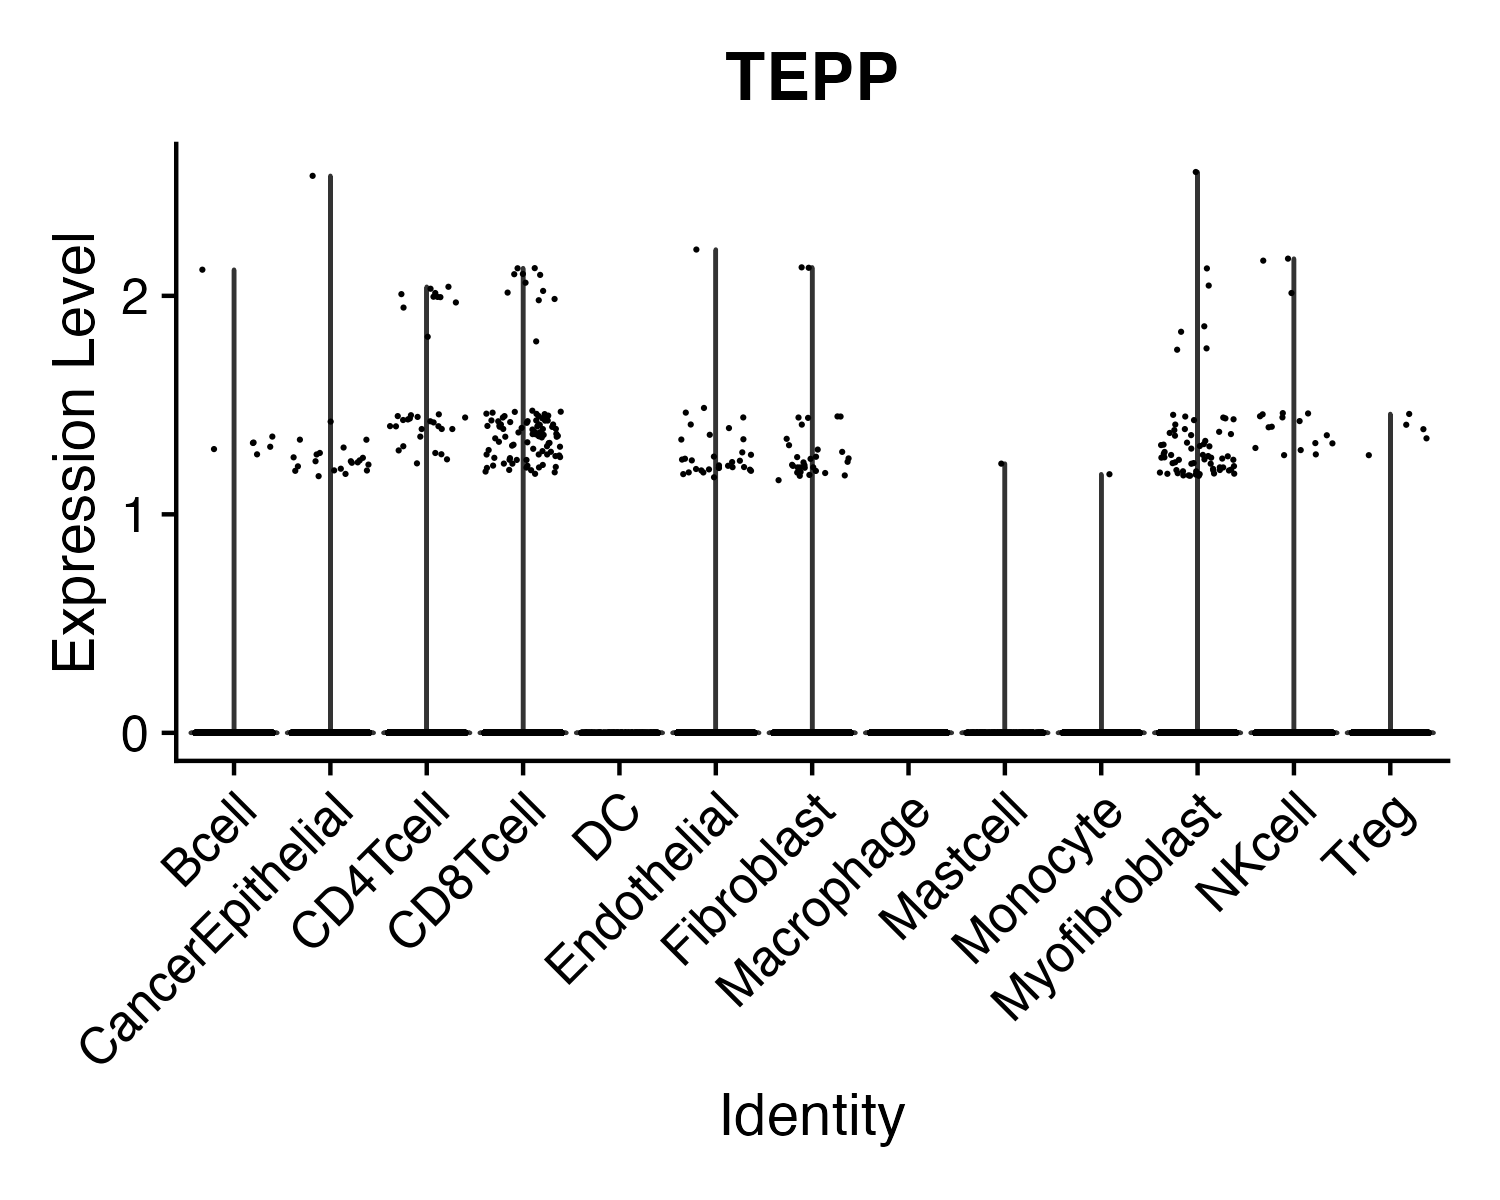 TEPP
Expression Level
2
1
0
Bcell
CancerEpithelial
CD4Tcell
CD8Tcell
DC
Endothelial
Fibroblast
Macrophage
Mastcell
Monocyte
Myofibroblast
NKcell
Treg
Identity